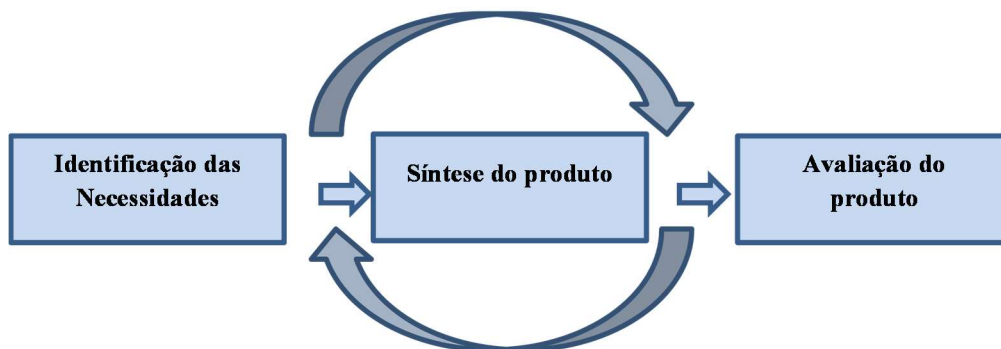 Identificação das
Necessidades
Síntese do produto
Avaliação do
produto